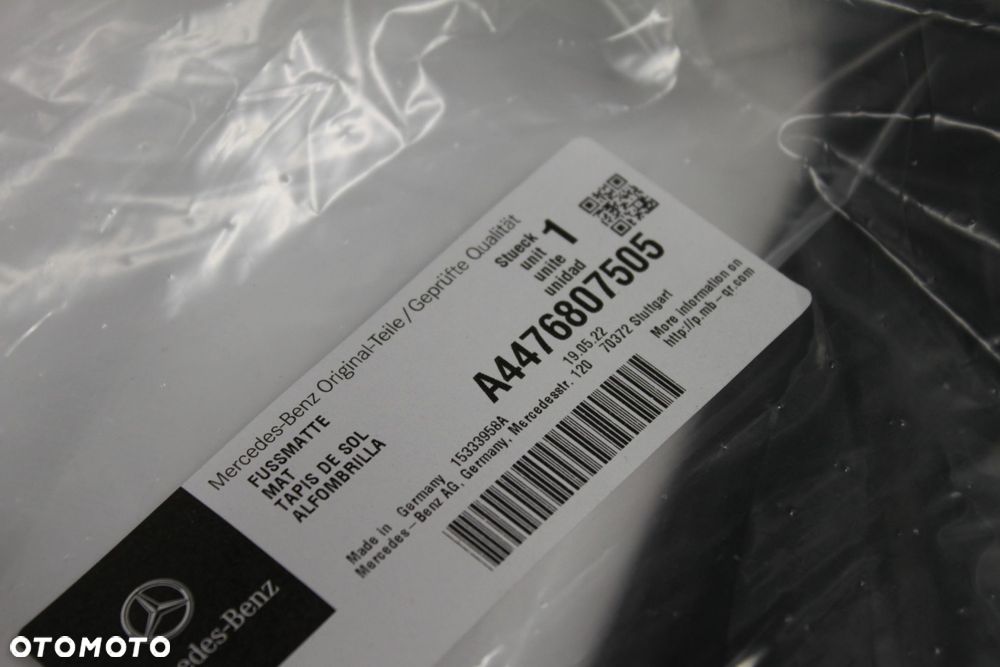 Mercedes-Benz Original-Teile / Geprüfte Qualität
FUSSMATTE
MAT
TAPIS DE SOL
ALFOMBRILLA
Stueck
unit
unite
unidad
1
A4476807505
Made in Germany 15333958A 19.05.22
Mercedes-Benz AG, Germany, Mercedesstr. 120 70372 Stuttgart
More information on
http://p.mb-qr.com
Mercedes-Benz
OTOMOTO